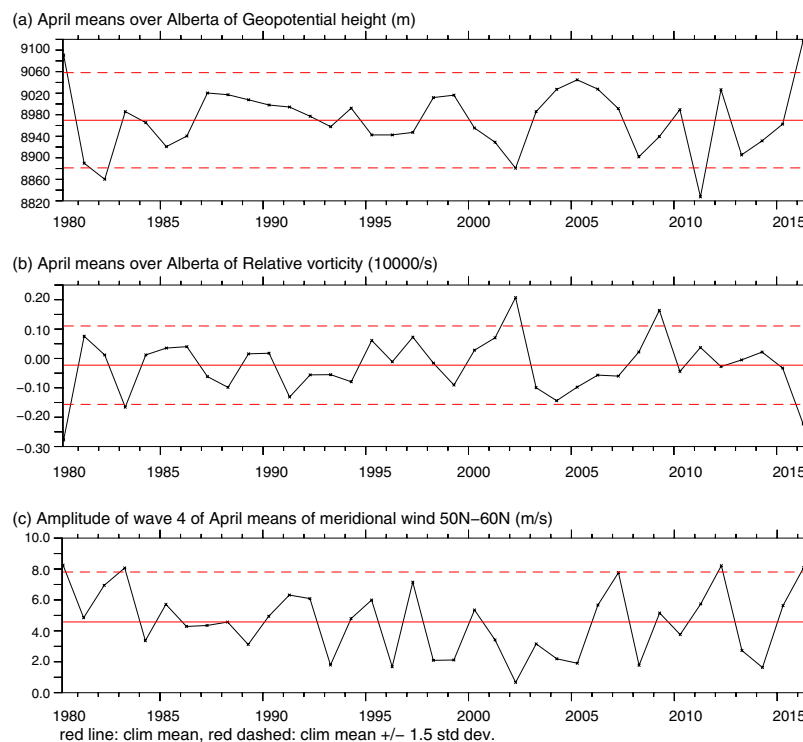 (a) April means over Alberta of Geopotential height (m)
9100
9060
9020
8980
8940
8900
8860
8820
1980 1985 1990 1995 2000 2005 2010 2015
(b) April means over Alberta of Relative vorticity (10000/s)
0.20
0.10
0.00
−0.10
−0.20
−0.30
1980 1985 1990 1995 2000 2005 2010 2015
(c) Amplitude of wave 4 of April means of meridional wind 50N−60N (m/s)
10.0
8.0
6.0
4.0
2.0
0.0
1980 1985 1990 1995 2000 2005 2010 2015
red line: clim mean, red dashed: clim mean +/− 1.5 std dev.